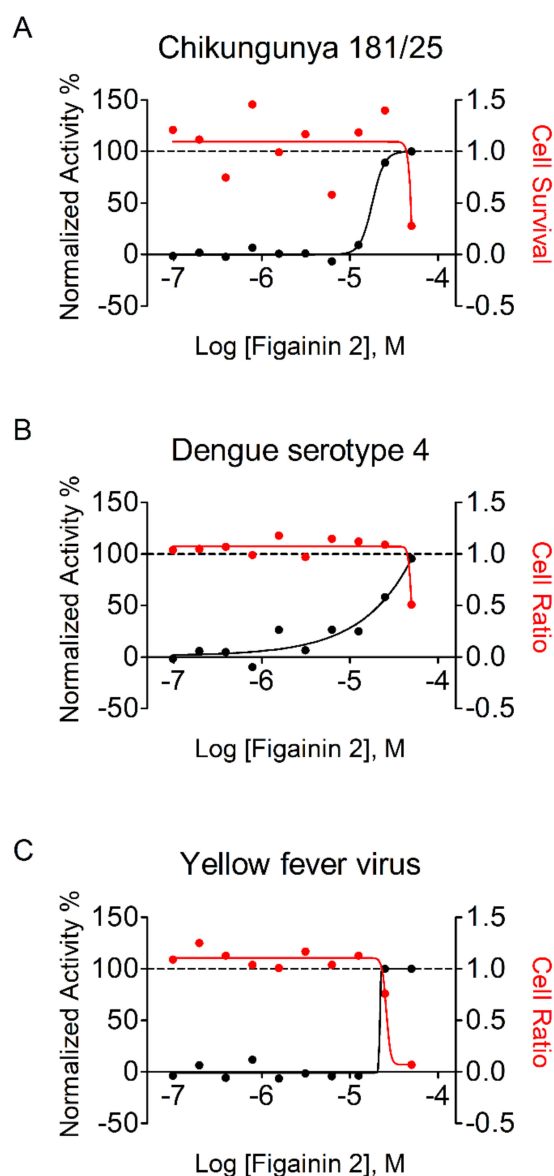 A
Chikungunya 181/25
Normalized Activity %
150
100
50
0
-50
1.5
1.0
0.5
0.0
-0.5
Cell Survival
-7 -6 -5 -4
Log [Figainin 2], M
B
Dengue serotype 4
Normalized Activity %
150
100
50
0
-50
1.5
1.0
0.5
0.0
-0.5
Cell Ratio
-7 -6 -5 -4
Log [Figainin 2], M
C
Yellow fever virus
Normalized Activity %
150
100
50
0
-50
1.5
1.0
0.5
0.0
-0.5
Cell Ratio
-7 -6 -5 -4
Log [Figainin 2], M